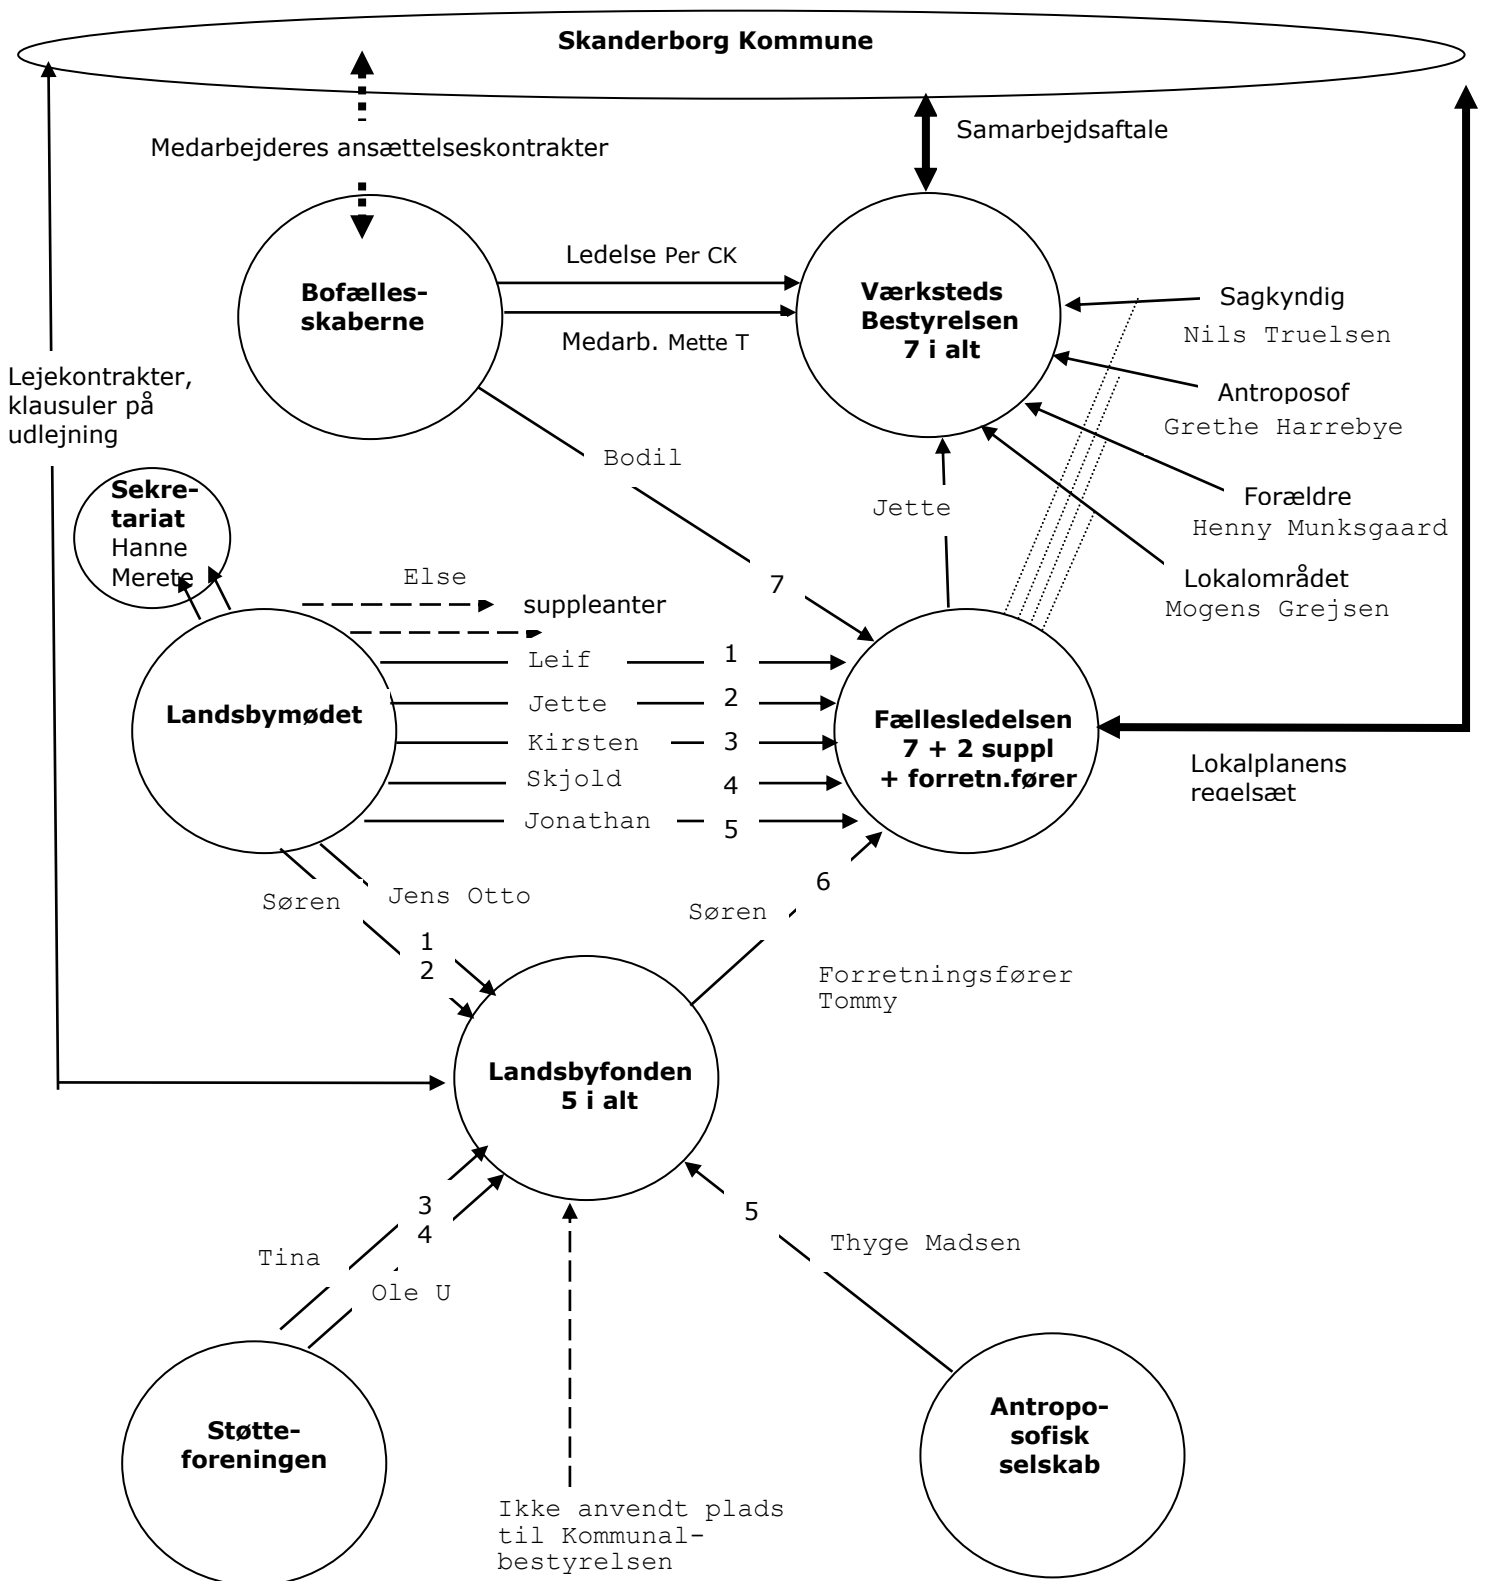 Skanderborg Kommune
Samarbejdsaftale
Medarbejderes ansættelseskontrakter
Ledelse Per CK
Bofælles-
skaberne
Værksteds
Bestyrelsen
7 i alt
Sagkyndig
Nils Truelsen
Medarb. Mette T
Lejekontrakter,
klausuler på
udlejning
Antroposof
Grethe Harrebye
Bodil
Sekre-
tariat
Hanne
Merete
Jette
Forældre
Henny Munksgaard
Else
7
Lokalområdet
Mogens Grejsen
suppleanter
Leif 1
Jette 2
Kirsten 3
Skjold 4
Jonathan 5
Landsbymødet
Fællesledelsen
7 + 2 suppl
+ forretn.fører
Lokalplanens
regelsæt
Søren
Jens Otto
1
2
Søren
6
Forretningsfører
Tommy
Landsbyfonden
5 i alt
3
4
Tina
Ole U
5
Thyge Madsen
Støtte-
foreningen
Antropo-
sofisk
selskab
Ikke anvendt plads
til Kommunal-
bestyrelsen